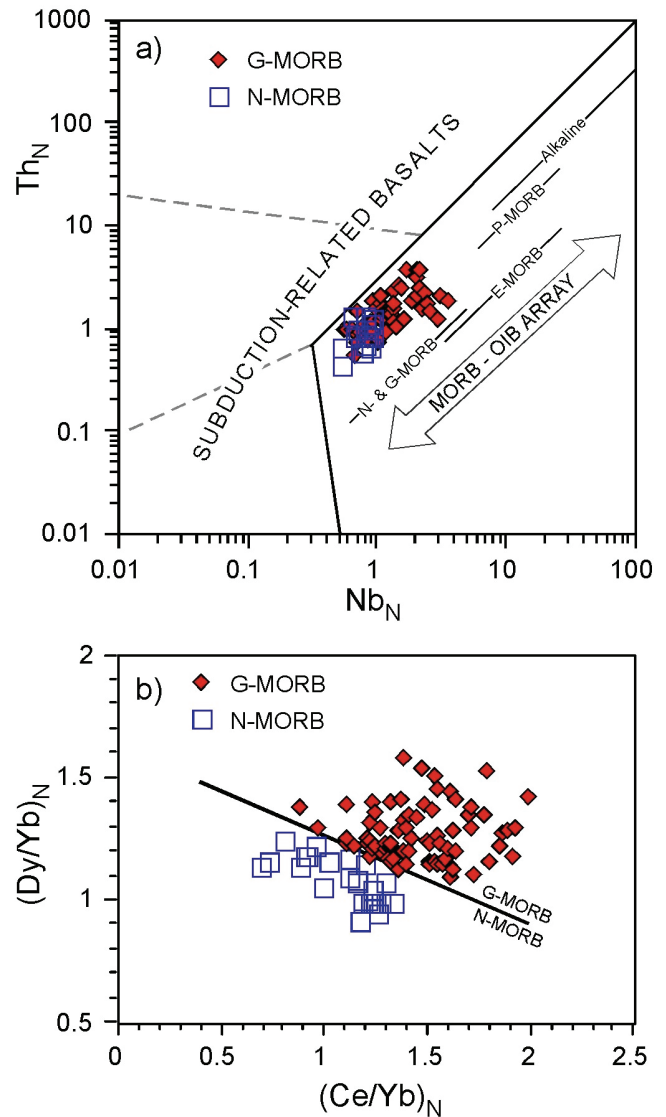 a)
G-MORB
N-MORB
1000
100
10
1
0.1
0.01
Th_N
SUBDUCTION-RELATED BASALTS
Alkaline
P-MORB
E-MORB
N- & G-MORB
MORB - OIB ARRAY
0.01
0.1
1
10
100
Nb_N
b)
G-MORB
N-MORB
2
1.5
1
0.5
(Dy/Yb)_N
G-MORB
N-MORB
0
0.5
1
1.5
2
2.5
(Ce/Yb)_N